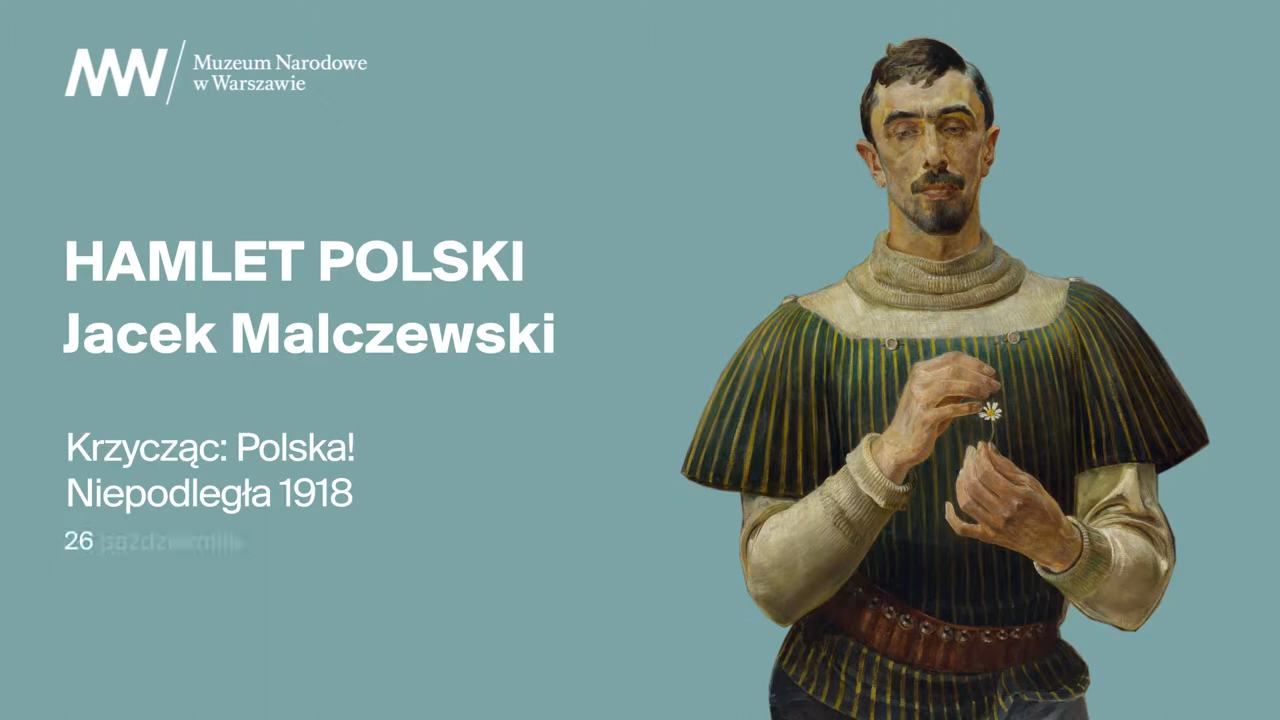 MNW
Muzeum Narodowe
w Warszawie
HAMLET POLSKI
Jacek Malczewski
Krzycząc: Polska!
Niepodległa 1918
26